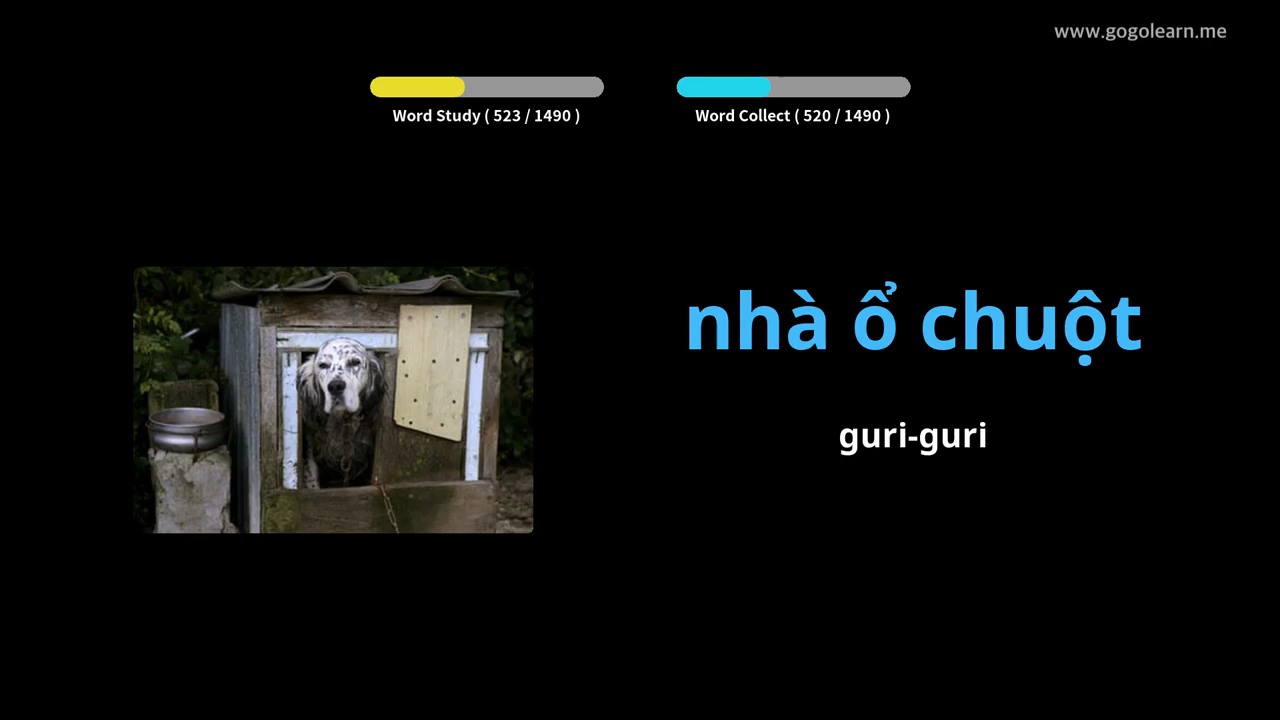 www.gogolearn.me
Word Study ( 523 / 1490 )
Word Collect ( 520 / 1490 )
nhà ổ chuột
guri-guri